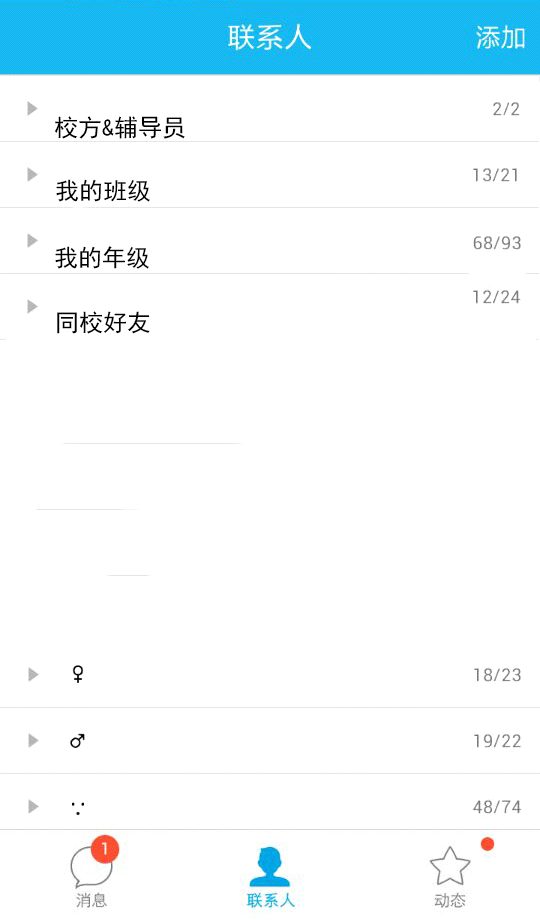 联系人 添加
校方&辅导员 2/2
我的班级 13/21
我的年级 68/93
同校好友 12/24
♀ 18/23
♂ 19/22
∵ 48/74
1
消息 联系人 动态